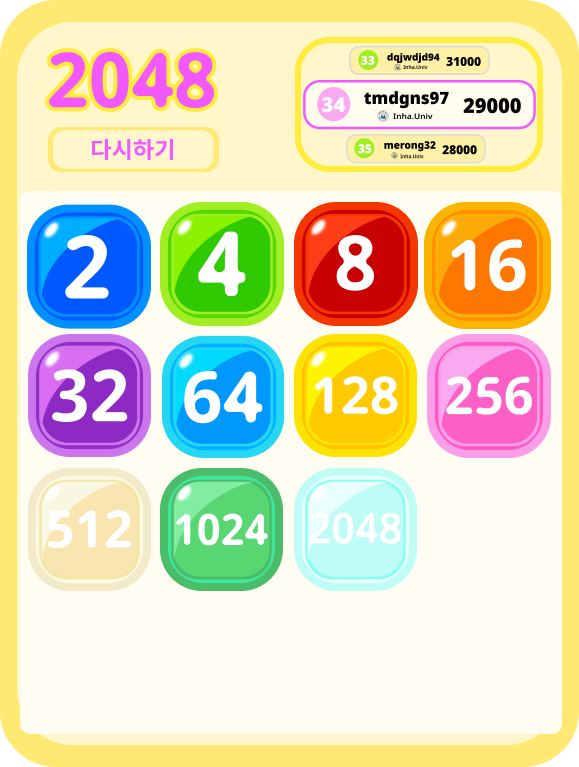 2048
다시하기
33 dqjwdjd94 31000
Inha.Univ
34 tmdgns97 29000
Inha.Univ
35 merong32 28000
Inha.Univ
2 4 8 16
32 64 128 256
512 1024 2048